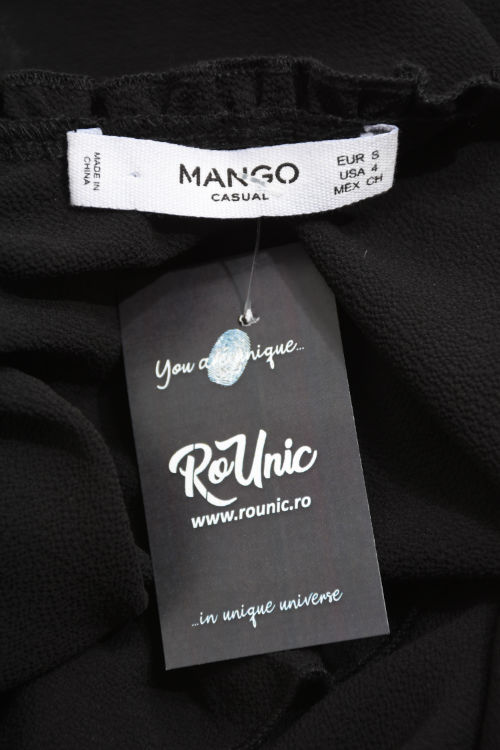 MADE IN
CHINA
MANGO
CASUAL
EUR S
USA 4
MEX CH
You are unique...
RoUnic
www.rounic.ro
...in unique universe